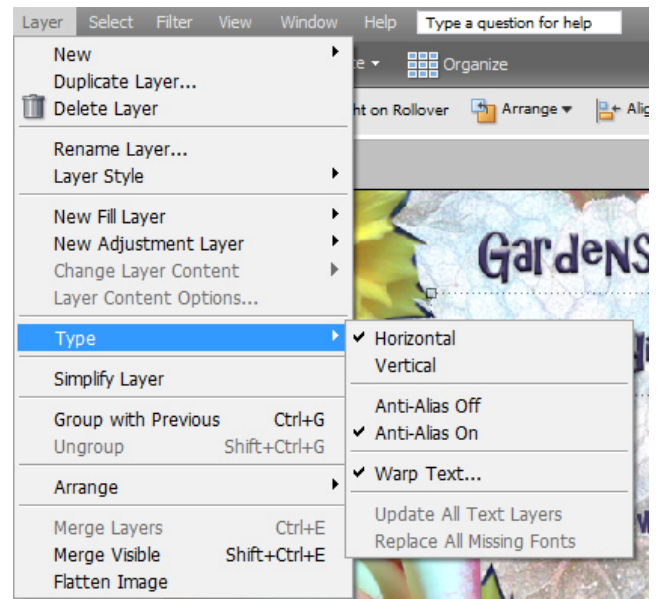 Layer Select Filter View Window Help Type a question for help
New
Duplicate Layer...
Organize
Delete Layer
on Rollover Arrange
Rename Layer...
Layer Style
New Fill Layer
New Adjustment Layer
Gardens
Change Layer Content
Layer Content Options...
Type
Horizontal
Vertical
Simplify Layer
Anti-Alias Off
Group with Previous Ctrl+G
Anti-Alias On
Ungroup Shift+Ctrl+G
Warp Text...
Arrange
Update All Text Layers
Merge Layers Ctrl+E
Replace All Missing Fonts
Merge Visible Shift+Ctrl+E
Flatten Image